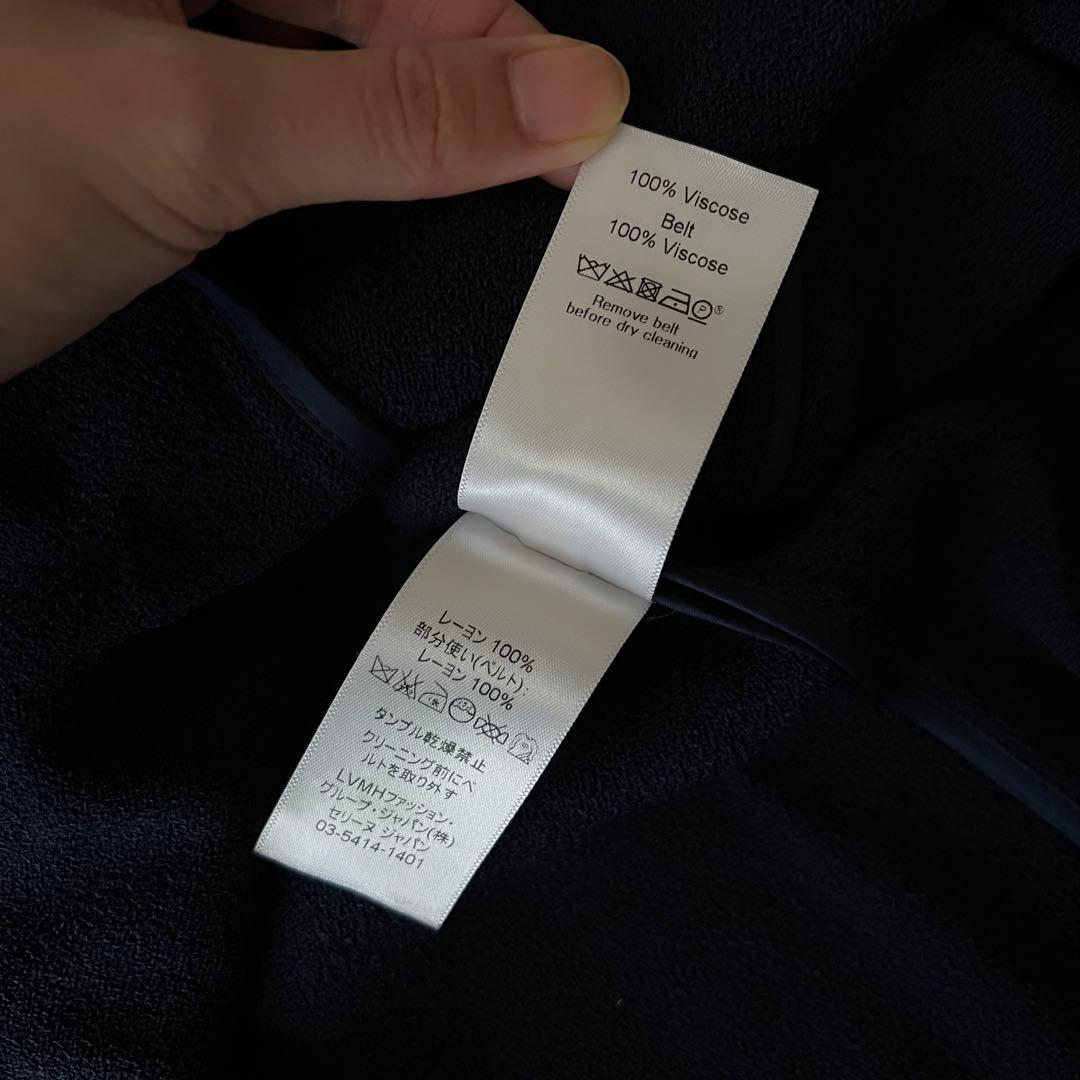 100% Viscose
Belt
100% Viscose
P®
Remove belt
before dry cleaning
レーヨン 100%
部分使い(ベルト):
レーヨン 100%
タンブル乾燥禁止
クリーニング前にベ
ルトを取り外す
LVMHファッション・
グループ・ジャパン(株)
セリーヌ ジャパン
03-5414-1401